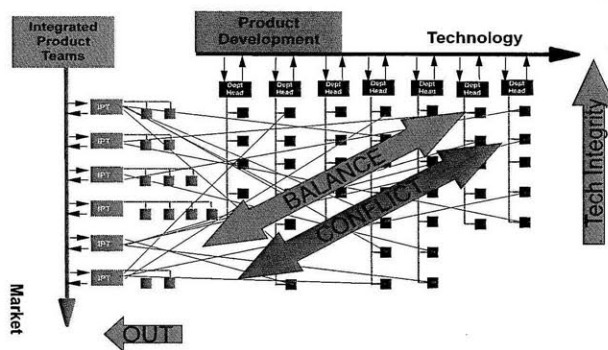 Integrated
Product
Teams
Product
Development
Technology
Dept
Head
Dept
Head
Dept
Head
Dept
Head
Dept
Head
Dept
Head
Dept
Head
IPT
IPT
IPT
IPT
IPT
IPT
BALANCE
CONFLICT
Tech Integrity
Market
OUT